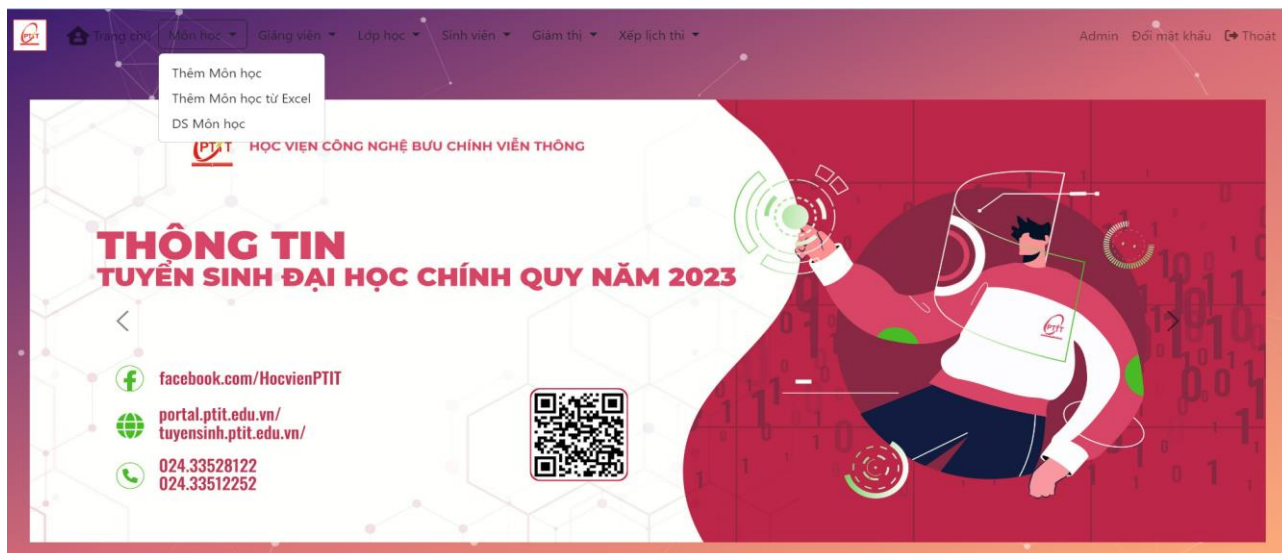 PTIT
Trang chủ Môn học Giảng viên Lớp học Sinh viên Giám thị Xếp lịch thi Admin Đổi mật khẩu Thoát
Thêm Môn học
Thêm Môn học từ Excel
DS Môn học
PTIT HỌC VIỆN CÔNG NGHỆ BƯU CHÍNH VIỄN THÔNG
THÔNG TIN
TUYỂN SINH ĐẠI HỌC CHÍNH QUY NĂM 2023
facebook.com/HocvienPTIT
portal.ptit.edu.vn/
tuyensinh.ptit.edu.vn/
024.33528122
024.33512252
PTIT